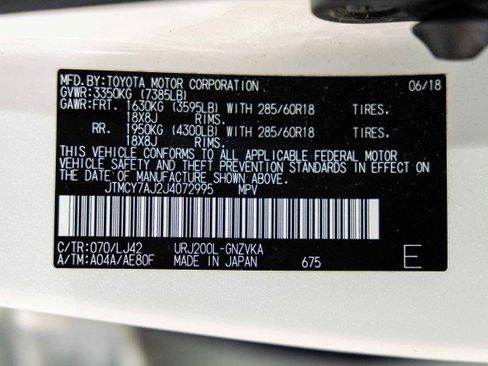 MFD.BY:TOYOTA MOTOR CORPORATION 06/18
GVWR:3350KG (7385LB)
GAWR:FRT. 1630KG (3595LB) WITH 285/60R18 TIRES.
18X8J RIMS.
RR. 1950KG (4300LB) WITH 285/60R18 TIRES.
18X8J RIMS.
THIS VEHICLE CONFORMS TO ALL APPLICABLE FEDERAL MOTOR
VEHICLE SAFETY AND THEFT PREVENTION STANDARDS IN EFFECT ON
THE DATE OF MANUFACTURE SHOWN ABOVE.
JTMCY7AJ2J4072995 MPV
C/TR:070/LJ42 URJ200L-GNZVKA
A/TM:A04A/AE80F MADE IN JAPAN 675 E